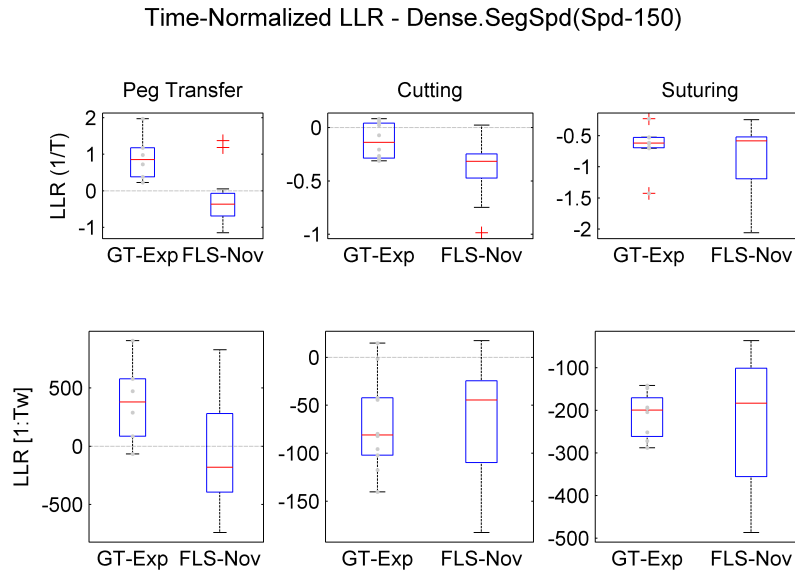 Time-Normalized LLR - Dense.SegSpd(Spd-150)
Peg Transfer
Cutting
Suturing
LLR (1/T)
2
1
0
-1
GT-Exp FLS-Nov
0
-0.5
-1
GT-Exp FLS-Nov
-0.5
-1
-1.5
-2
GT-Exp FLS-Nov
LLR [1:Tw]
500
0
-500
GT-Exp FLS-Nov
0
-50
-100
-150
GT-Exp FLS-Nov
-100
-200
-300
-400
-500
GT-Exp FLS-Nov